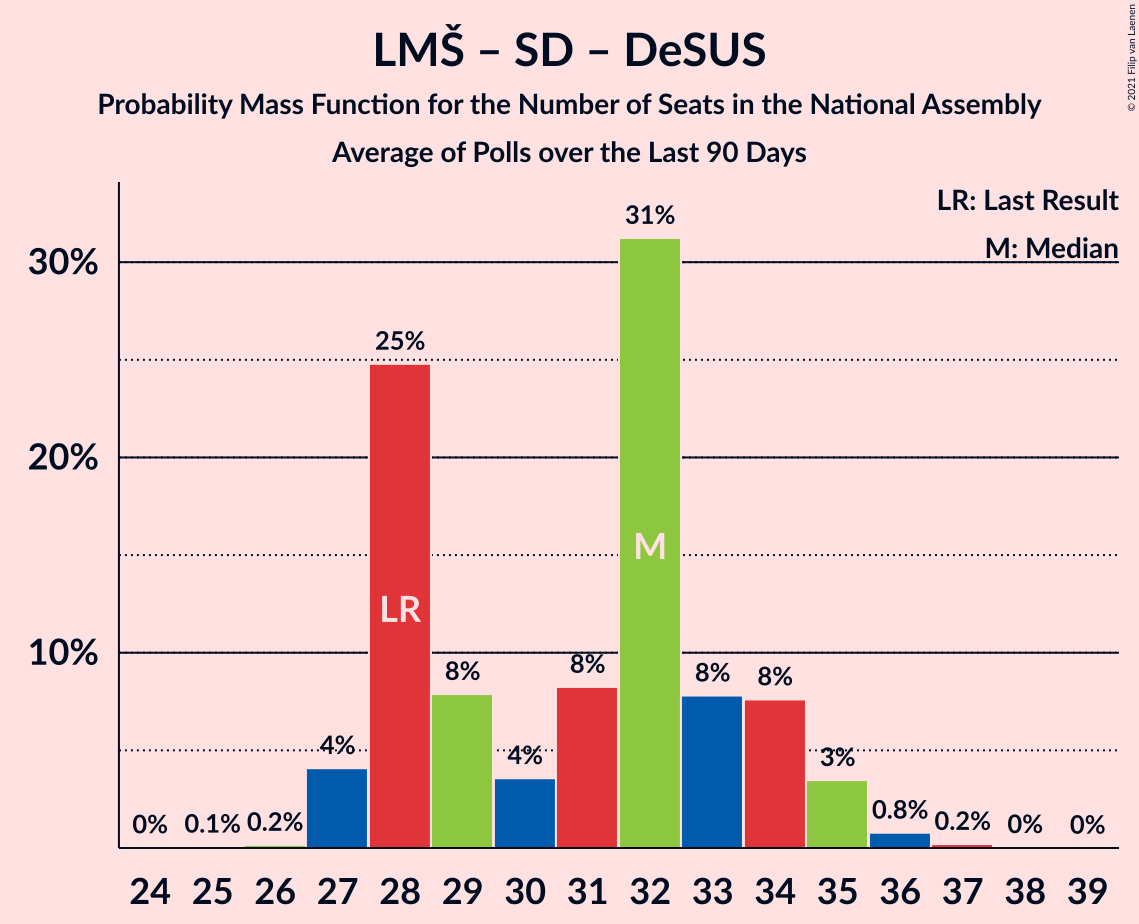 LMŠ – SD – DeSUS
Probability Mass Function for the Number of Seats in the National Assembly
Average of Polls over the Last 90 Days
© 2021 Filip van Laenen
LR: Last Result
M: Median
30%
20%
10%
0%
0.1%
0.2%
4%
25%
8%
4%
8%
31%
8%
8%
3%
0.8%
0.2%
0%
0%
LR
M
24 25 26 27 28 29 30 31 32 33 34 35 36 37 38 39